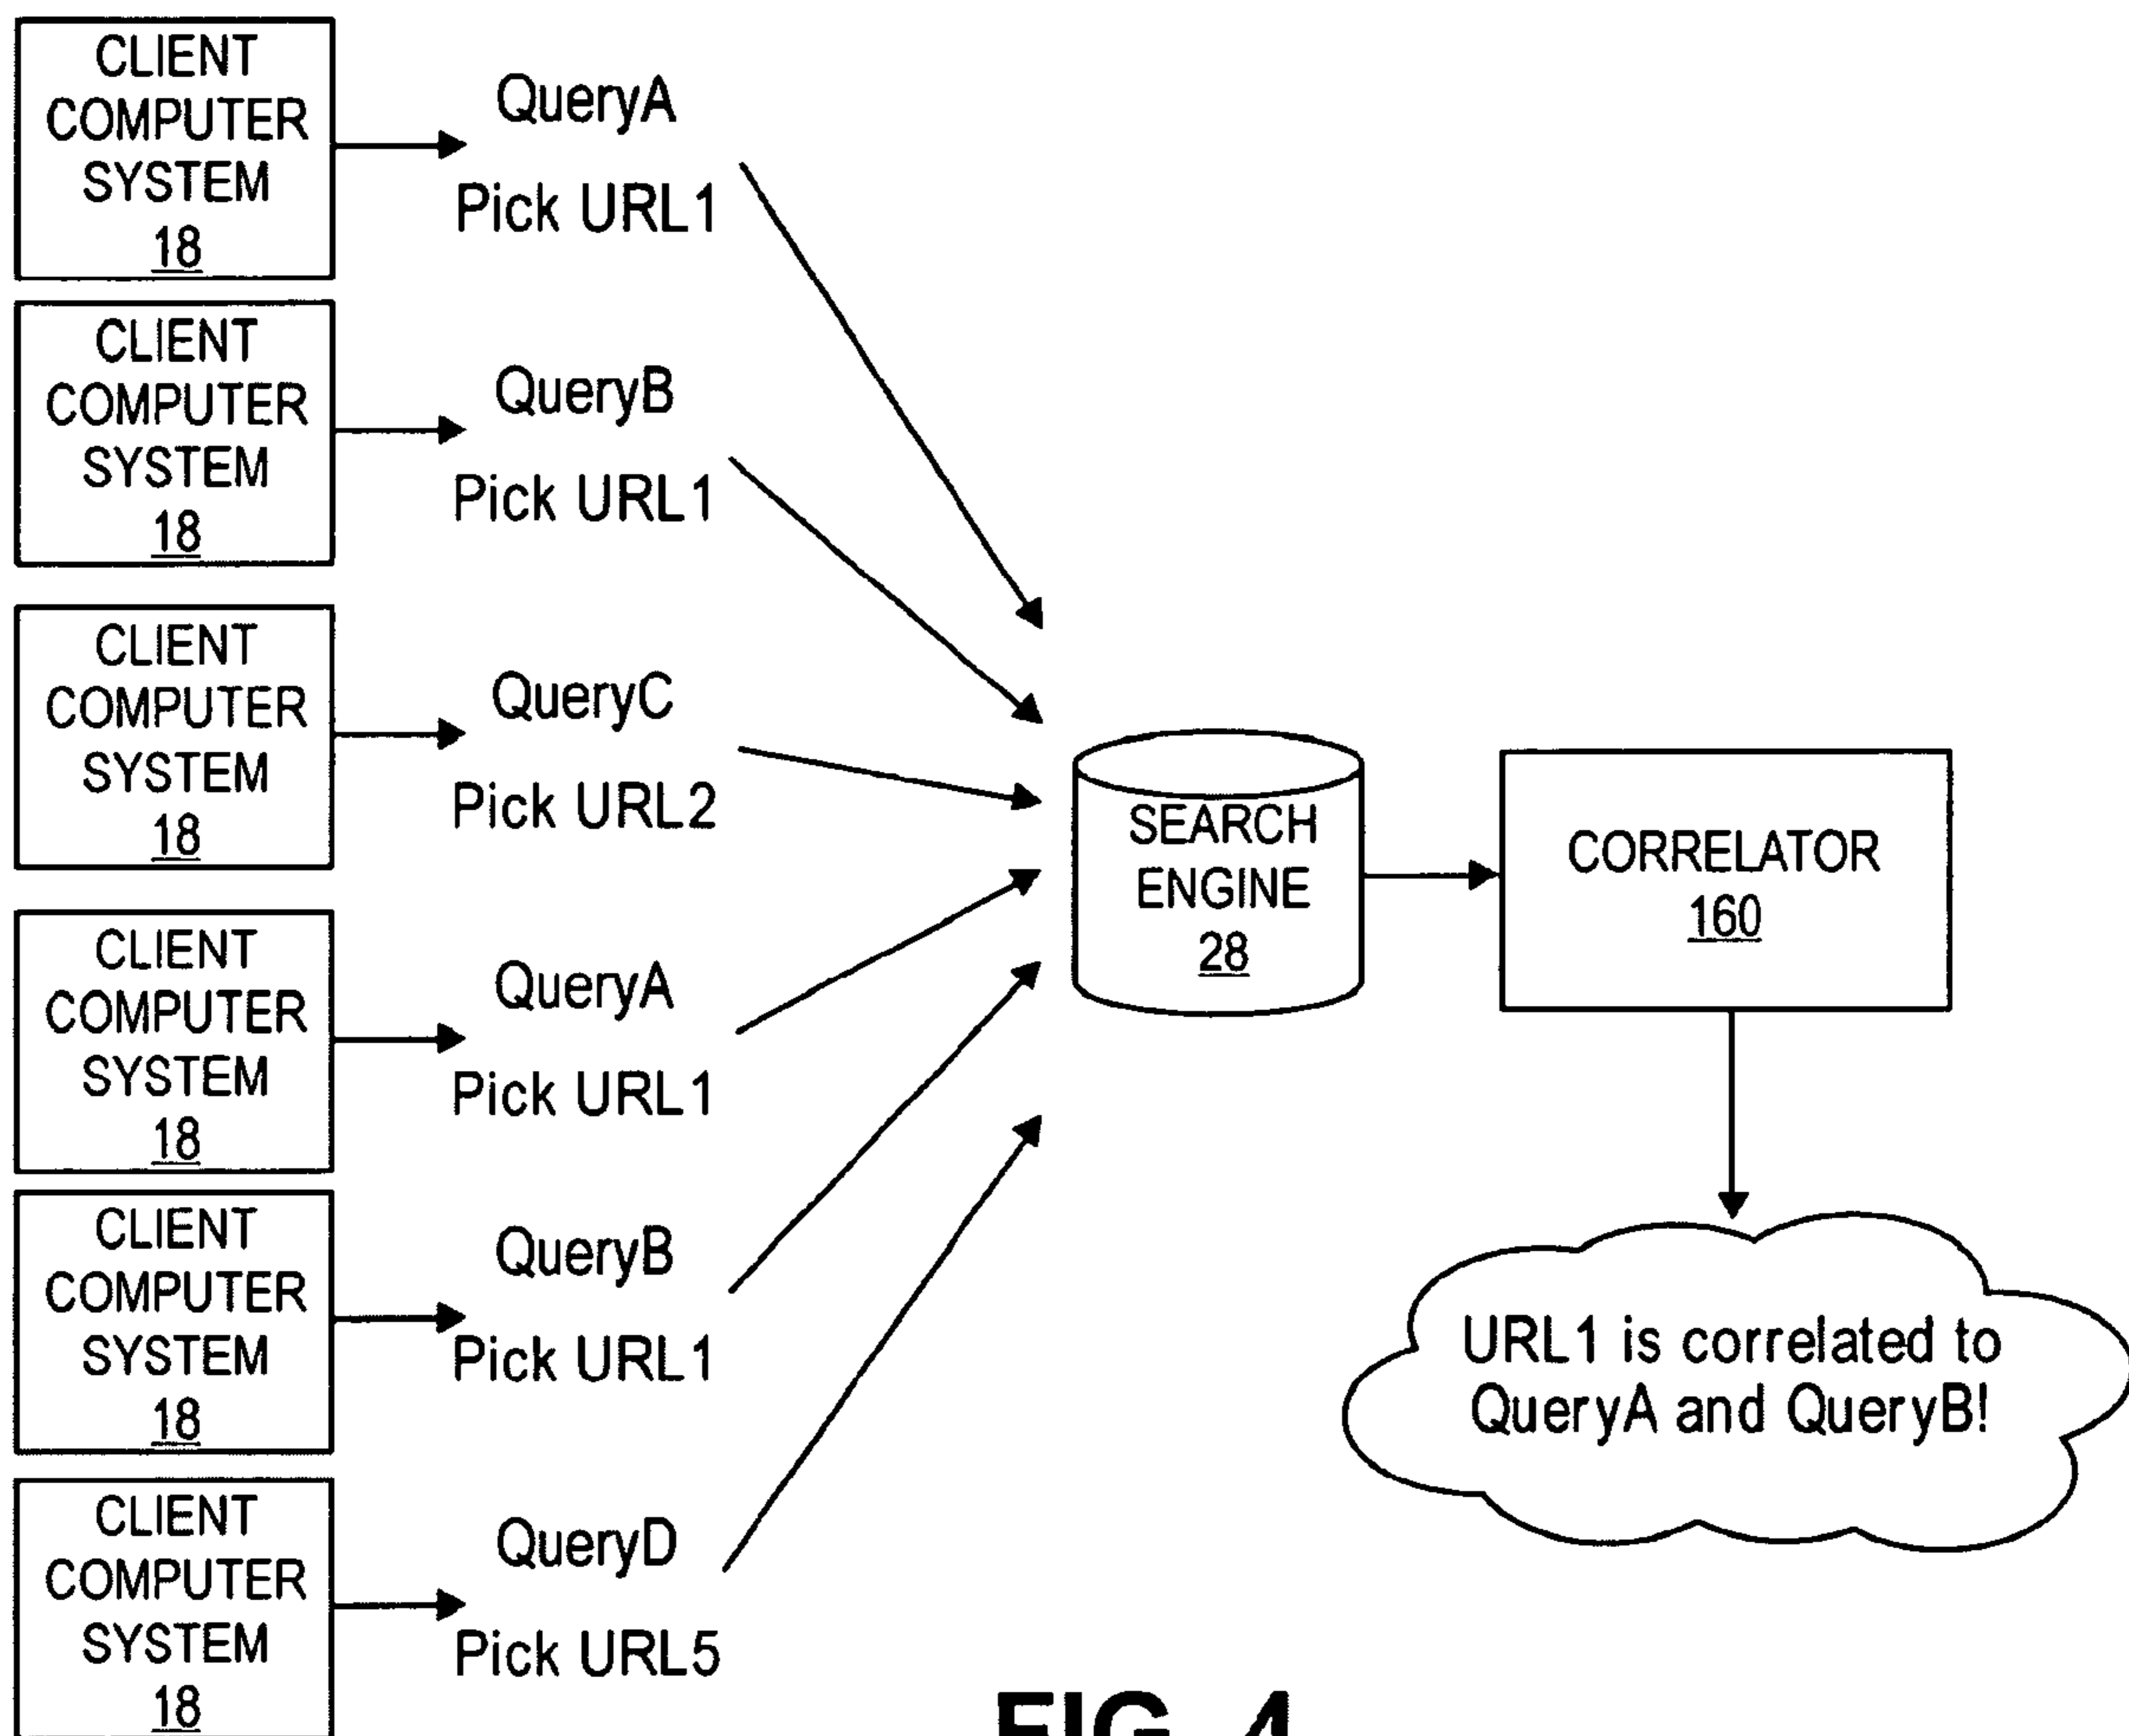 CLIENT
COMPUTER
SYSTEM
18
QueryA
Pick URL1
CLIENT
COMPUTER
SYSTEM
18
QueryB
Pick URL1
CLIENT
COMPUTER
SYSTEM
18
QueryC
Pick URL2
CLIENT
COMPUTER
SYSTEM
18
QueryA
Pick URL1
CLIENT
COMPUTER
SYSTEM
18
QueryB
Pick URL1
CLIENT
COMPUTER
SYSTEM
18
QueryD
Pick URL5
SEARCH
ENGINE
28
CORRELATOR
160
URL1 is correlated to
QueryA and QueryB!
FIG. 4